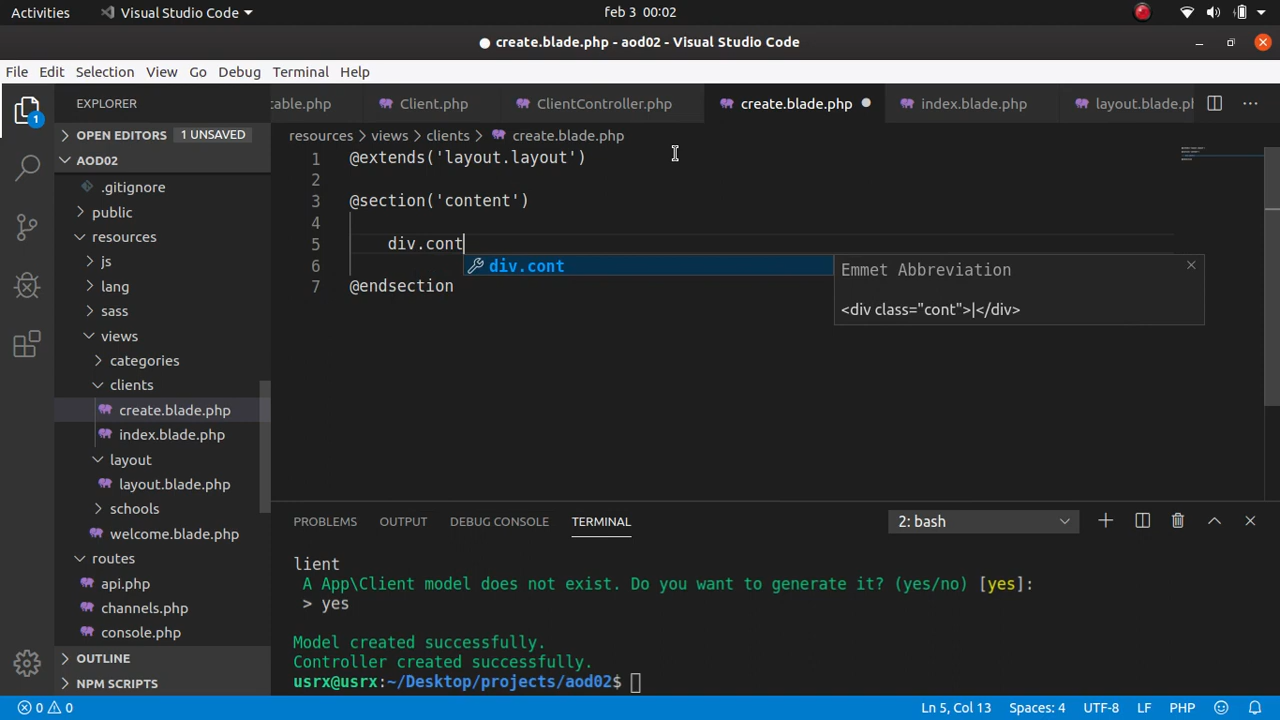 Activities
Visual Studio Code
feb 3 00:02
create.blade.php - aod02 - Visual Studio Code
File Edit Selection View Go Debug Terminal Help
EXPLORER
able.php
Client.php
ClientController.php
create.blade.php
index.blade.php
layout.blade.pl
1
OPEN EDITORS 1 UNSAVED
AOD02
.gitignore
public
resources
js
lang
sass
views
categories
clients
create.blade.php
index.blade.php
layout
layout.blade.php
schools
welcome.blade.php
routes
api.php
channels.php
console.php
OUTLINE
NPM SCRIPTS
resources > views > clients > create.blade.php
1 @extends('layout.layout')
2
3 @section('content')
4
5 div.cont
6
7 @endsection
div.cont
Emmet Abbreviation
<div class="cont">|</div>
PROBLEMS OUTPUT DEBUG CONSOLE TERMINAL
2: bash
lient
A App\Client model does not exist. Do you want to generate it? (yes/no) [yes]:
> yes
Model created successfully.
Controller created successfully.
usrx@usrx:~/Desktop/projects/aod02$
0 0
Ln 5, Col 13 Spaces: 4 UTF-8 LF PHP